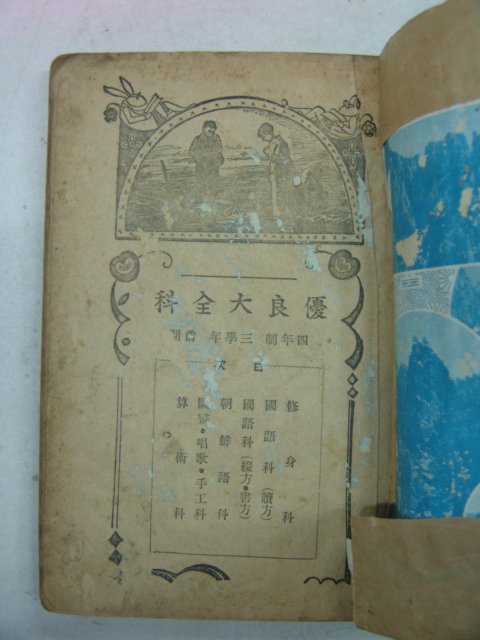 優良大全科
四年制 三學年 前期
目次
修身科
國語科(讀方)
國語科(綴方·書方)
朝鮮語科
圖畫·唱歌·手工科
算術科